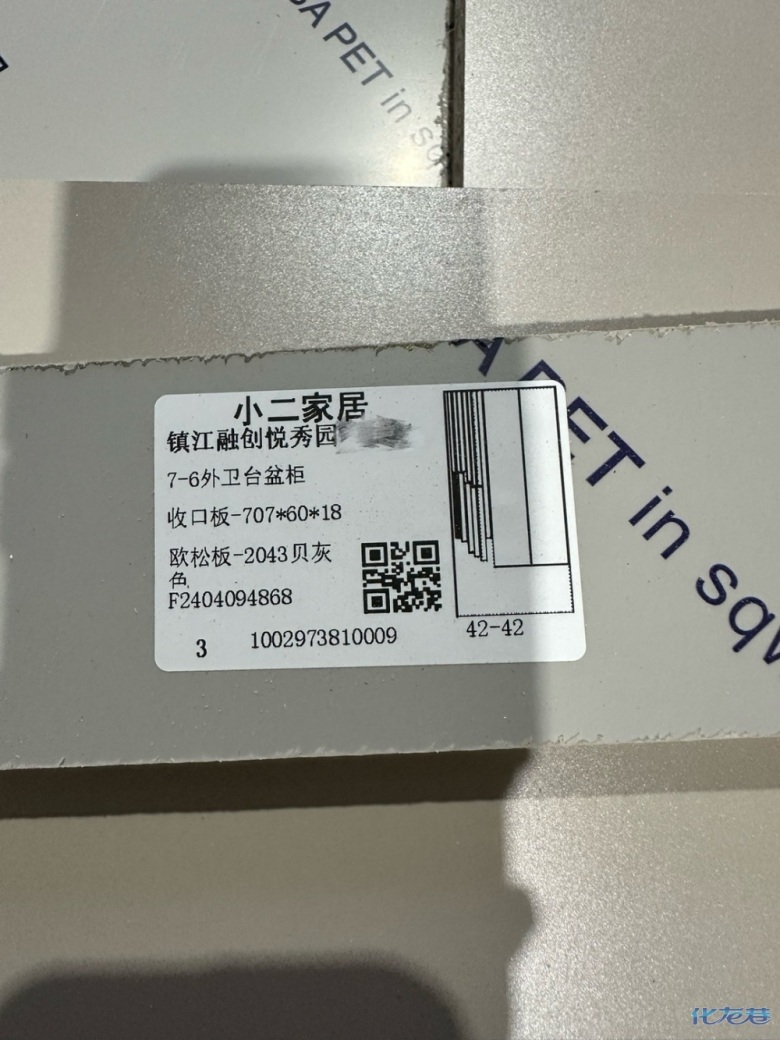 SA PET in sq
小二家居
镇江融创悦秀园
7-6外卫台盆柜
收口板-707*60*18
欧松板-2043贝灰
色
F2404094868
3 1002973810009 42-42
PET in sq
化龙巷